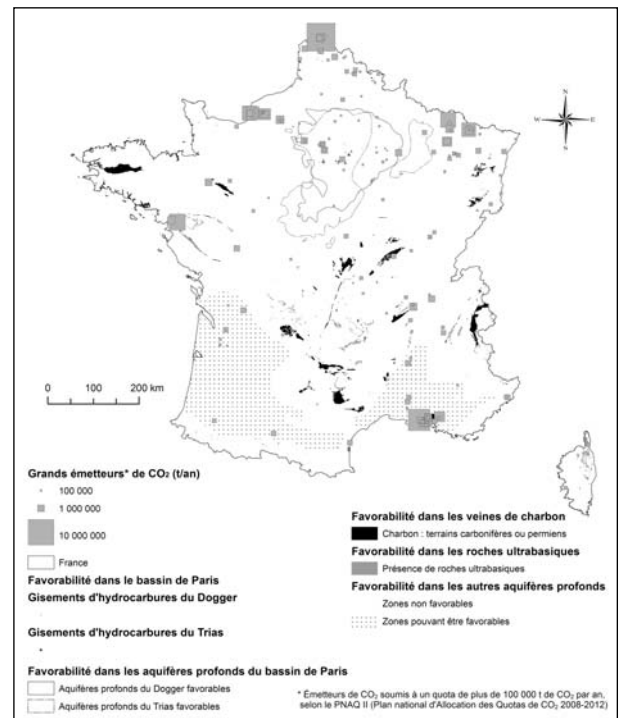 N
W
E
S
0 100 200 km
Grands émetteurs* de CO₂ (t/an)
100 000
1 000 000
10 000 000
France
Favorabilité dans le bassin de Paris
Gisements d'hydrocarbures du Dogger
Gisements d'hydrocarbures du Trias
Favorabilité dans les aquifères profonds du bassin de Paris
Aquifères profonds du Dogger favorables
Aquifères profonds du Trias favorables
Favorabilité dans les veines de charbon
Charbon : terrains carbonifères ou permiens
Favorabilité dans les roches ultrabasiques
Présence de roches ultrabasiques
Favorabilité dans les autres aquifères profonds
Zones non favorables
Zones pouvant être favorables
* Émetteurs de CO₂ soumis à un quota de plus de 100 000 t de CO₂ par an,
selon le PNAQ II (Plan national d'Allocation des Quotas de CO₂ 2008-2012)